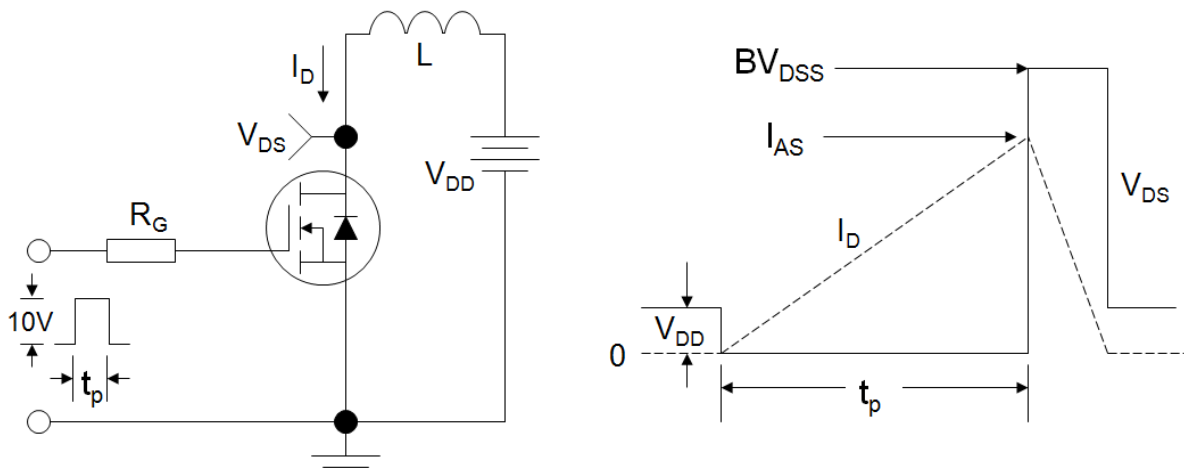 L
I_D
V_DS
V_DD
R_G
10V
t_p
BV_DSS
I_AS
V_DS
I_D
V_DD
0
t_p